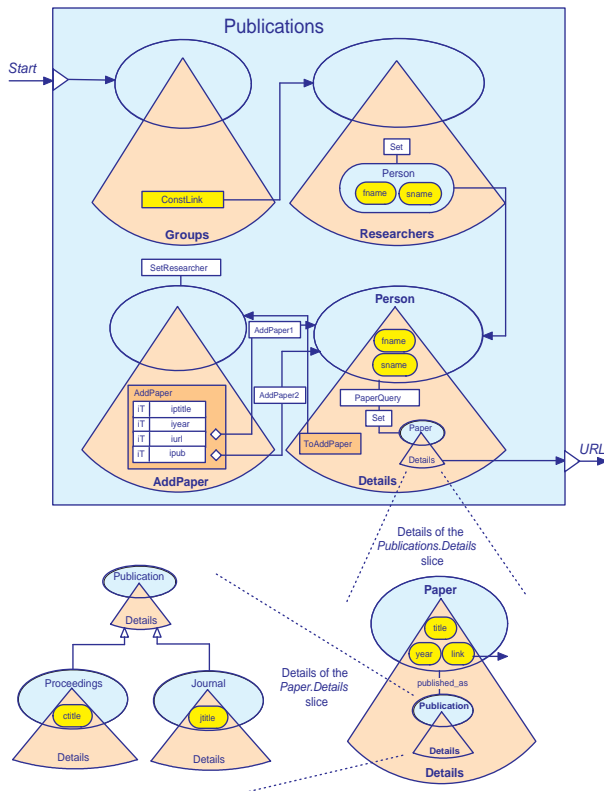 Publications
Start
Set
Person
fname
sname
ConstLink
Groups
Researchers
SetResearcher
Person
AddPaper1
fname
sname
AddPaper
AddPaper2
PaperQuery
iT
iptitle
Set
iT
iyear
Paper
iT
iurl
ToAddPaper
URL
iT
ipub
Details
AddPaper
Details
Details of the
Publications.Details
slice
Publication
Paper
Details
title
year
link
Proceedings
Journal
Details of the
Paper.Details
slice
published_as
ctitle
jtitle
Publication
Details
Details
Details
Details